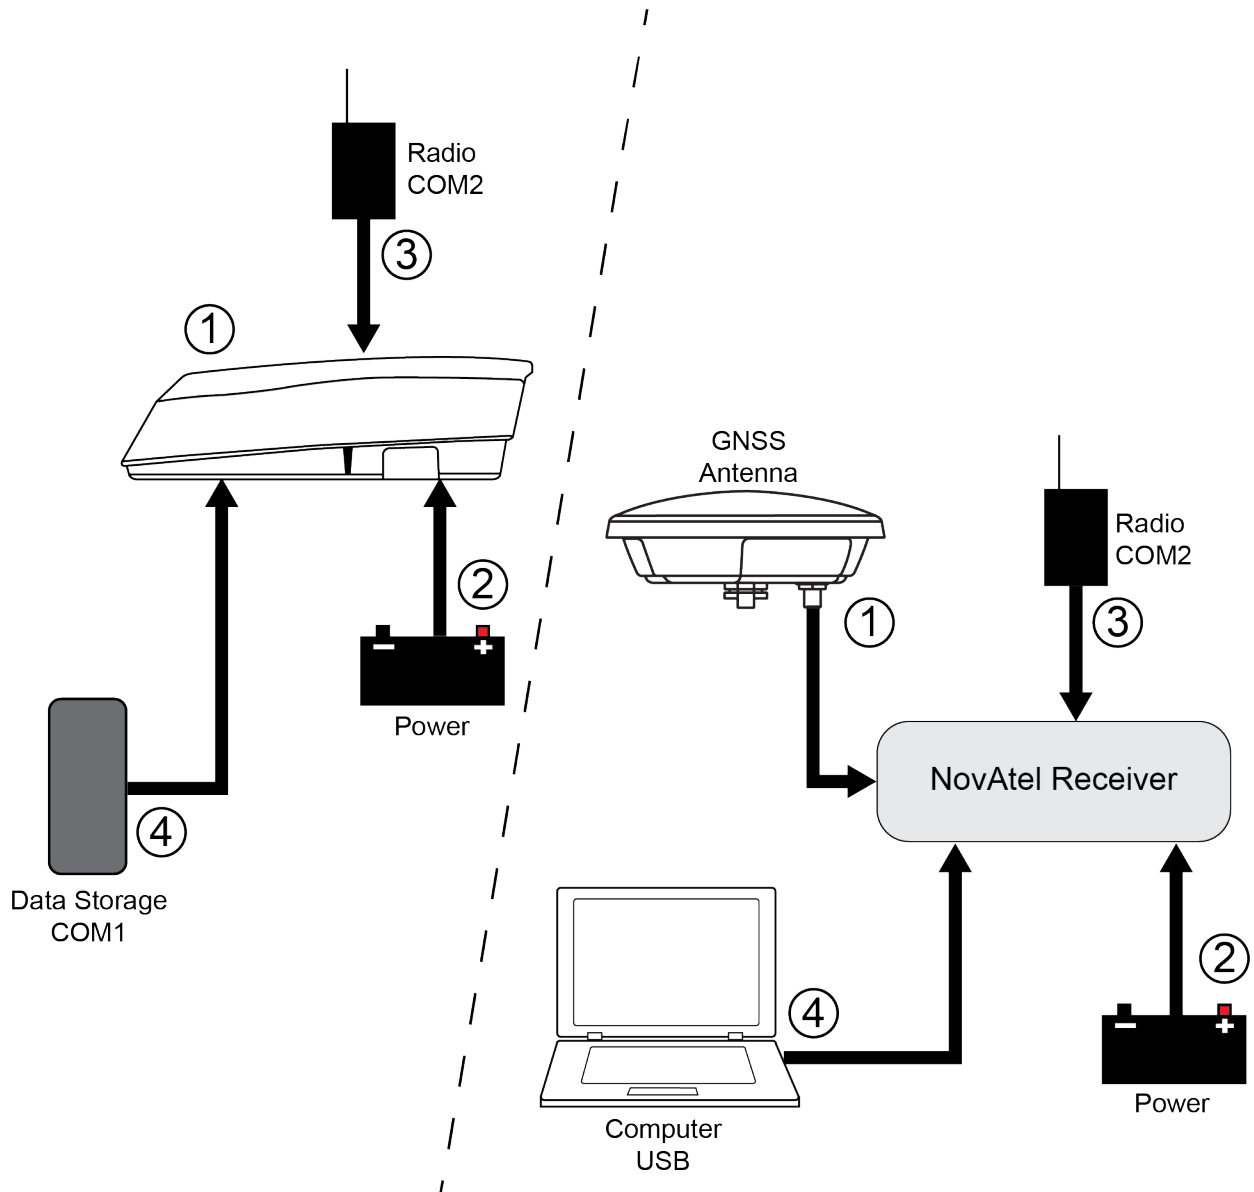 Radio
COM2
3
1
2
Power
4
Data Storage
COM1
GNSS
Antenna
1
Radio
COM2
3
NovAtel Receiver
2
Power
4
Computer
USB